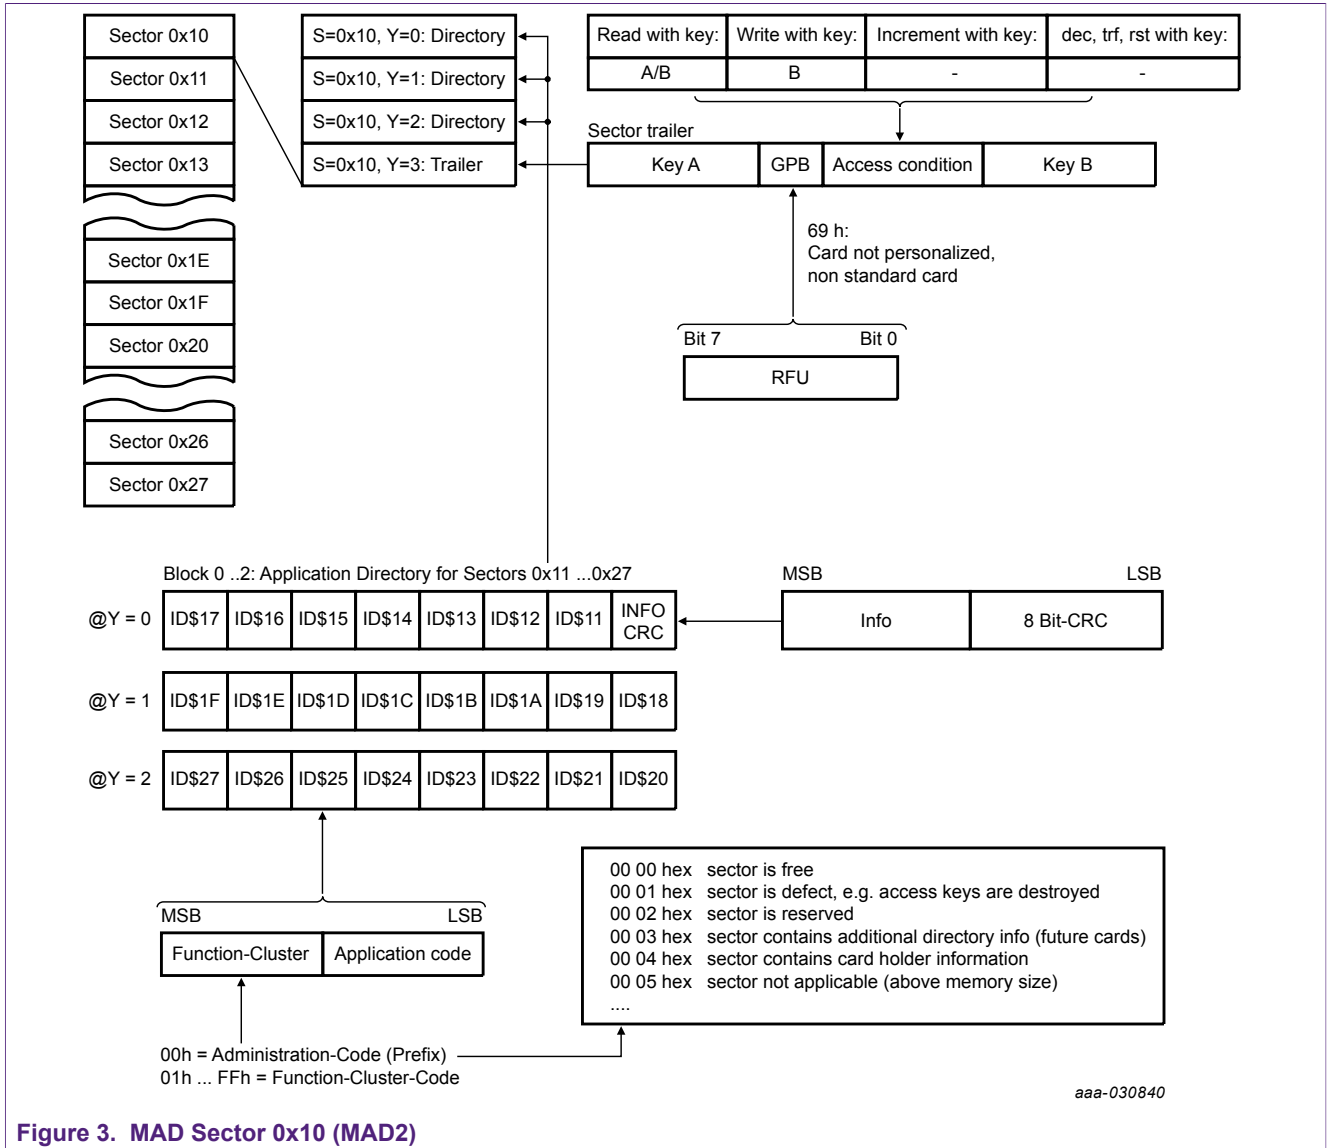 Sector 0x10
Sector 0x11
Sector 0x12
Sector 0x13
Sector 0x1E
Sector 0x1F
Sector 0x20
Sector 0x26
Sector 0x27
S=0x10, Y=0: Directory
S=0x10, Y=1: Directory
S=0x10, Y=2: Directory
S=0x10, Y=3: Trailer
Read with key: Write with key: Increment with key: dec, trf, rst with key:
A/B B - -
Sector trailer
Key A GPB Access condition Key B
69 h:
Card not personalized,
non standard card
Bit 7 Bit 0
RFU
Block 0 ..2: Application Directory for Sectors 0x11 ...0x27
@Y = 0 ID$17 ID$16 ID$15 ID$14 ID$13 ID$12 ID$11 INFO
CRC
MSB LSB
Info 8 Bit-CRC
@Y = 1 ID$1F ID$1E ID$1D ID$1C ID$1B ID$1A ID$19 ID$18
@Y = 2 ID$27 ID$26 ID$25 ID$24 ID$23 ID$22 ID$21 ID$20
MSB LSB
Function-Cluster Application code
00h = Administration-Code (Prefix)
01h ... FFh = Function-Cluster-Code
00 00 hex sector is free
00 01 hex sector is defect, e.g. access keys are destroyed
00 02 hex sector is reserved
00 03 hex sector contains additional directory info (future cards)
00 04 hex sector contains card holder information
00 05 hex sector not applicable (above memory size)
....
aaa-030840
Figure 3. MAD Sector 0x10 (MAD2)